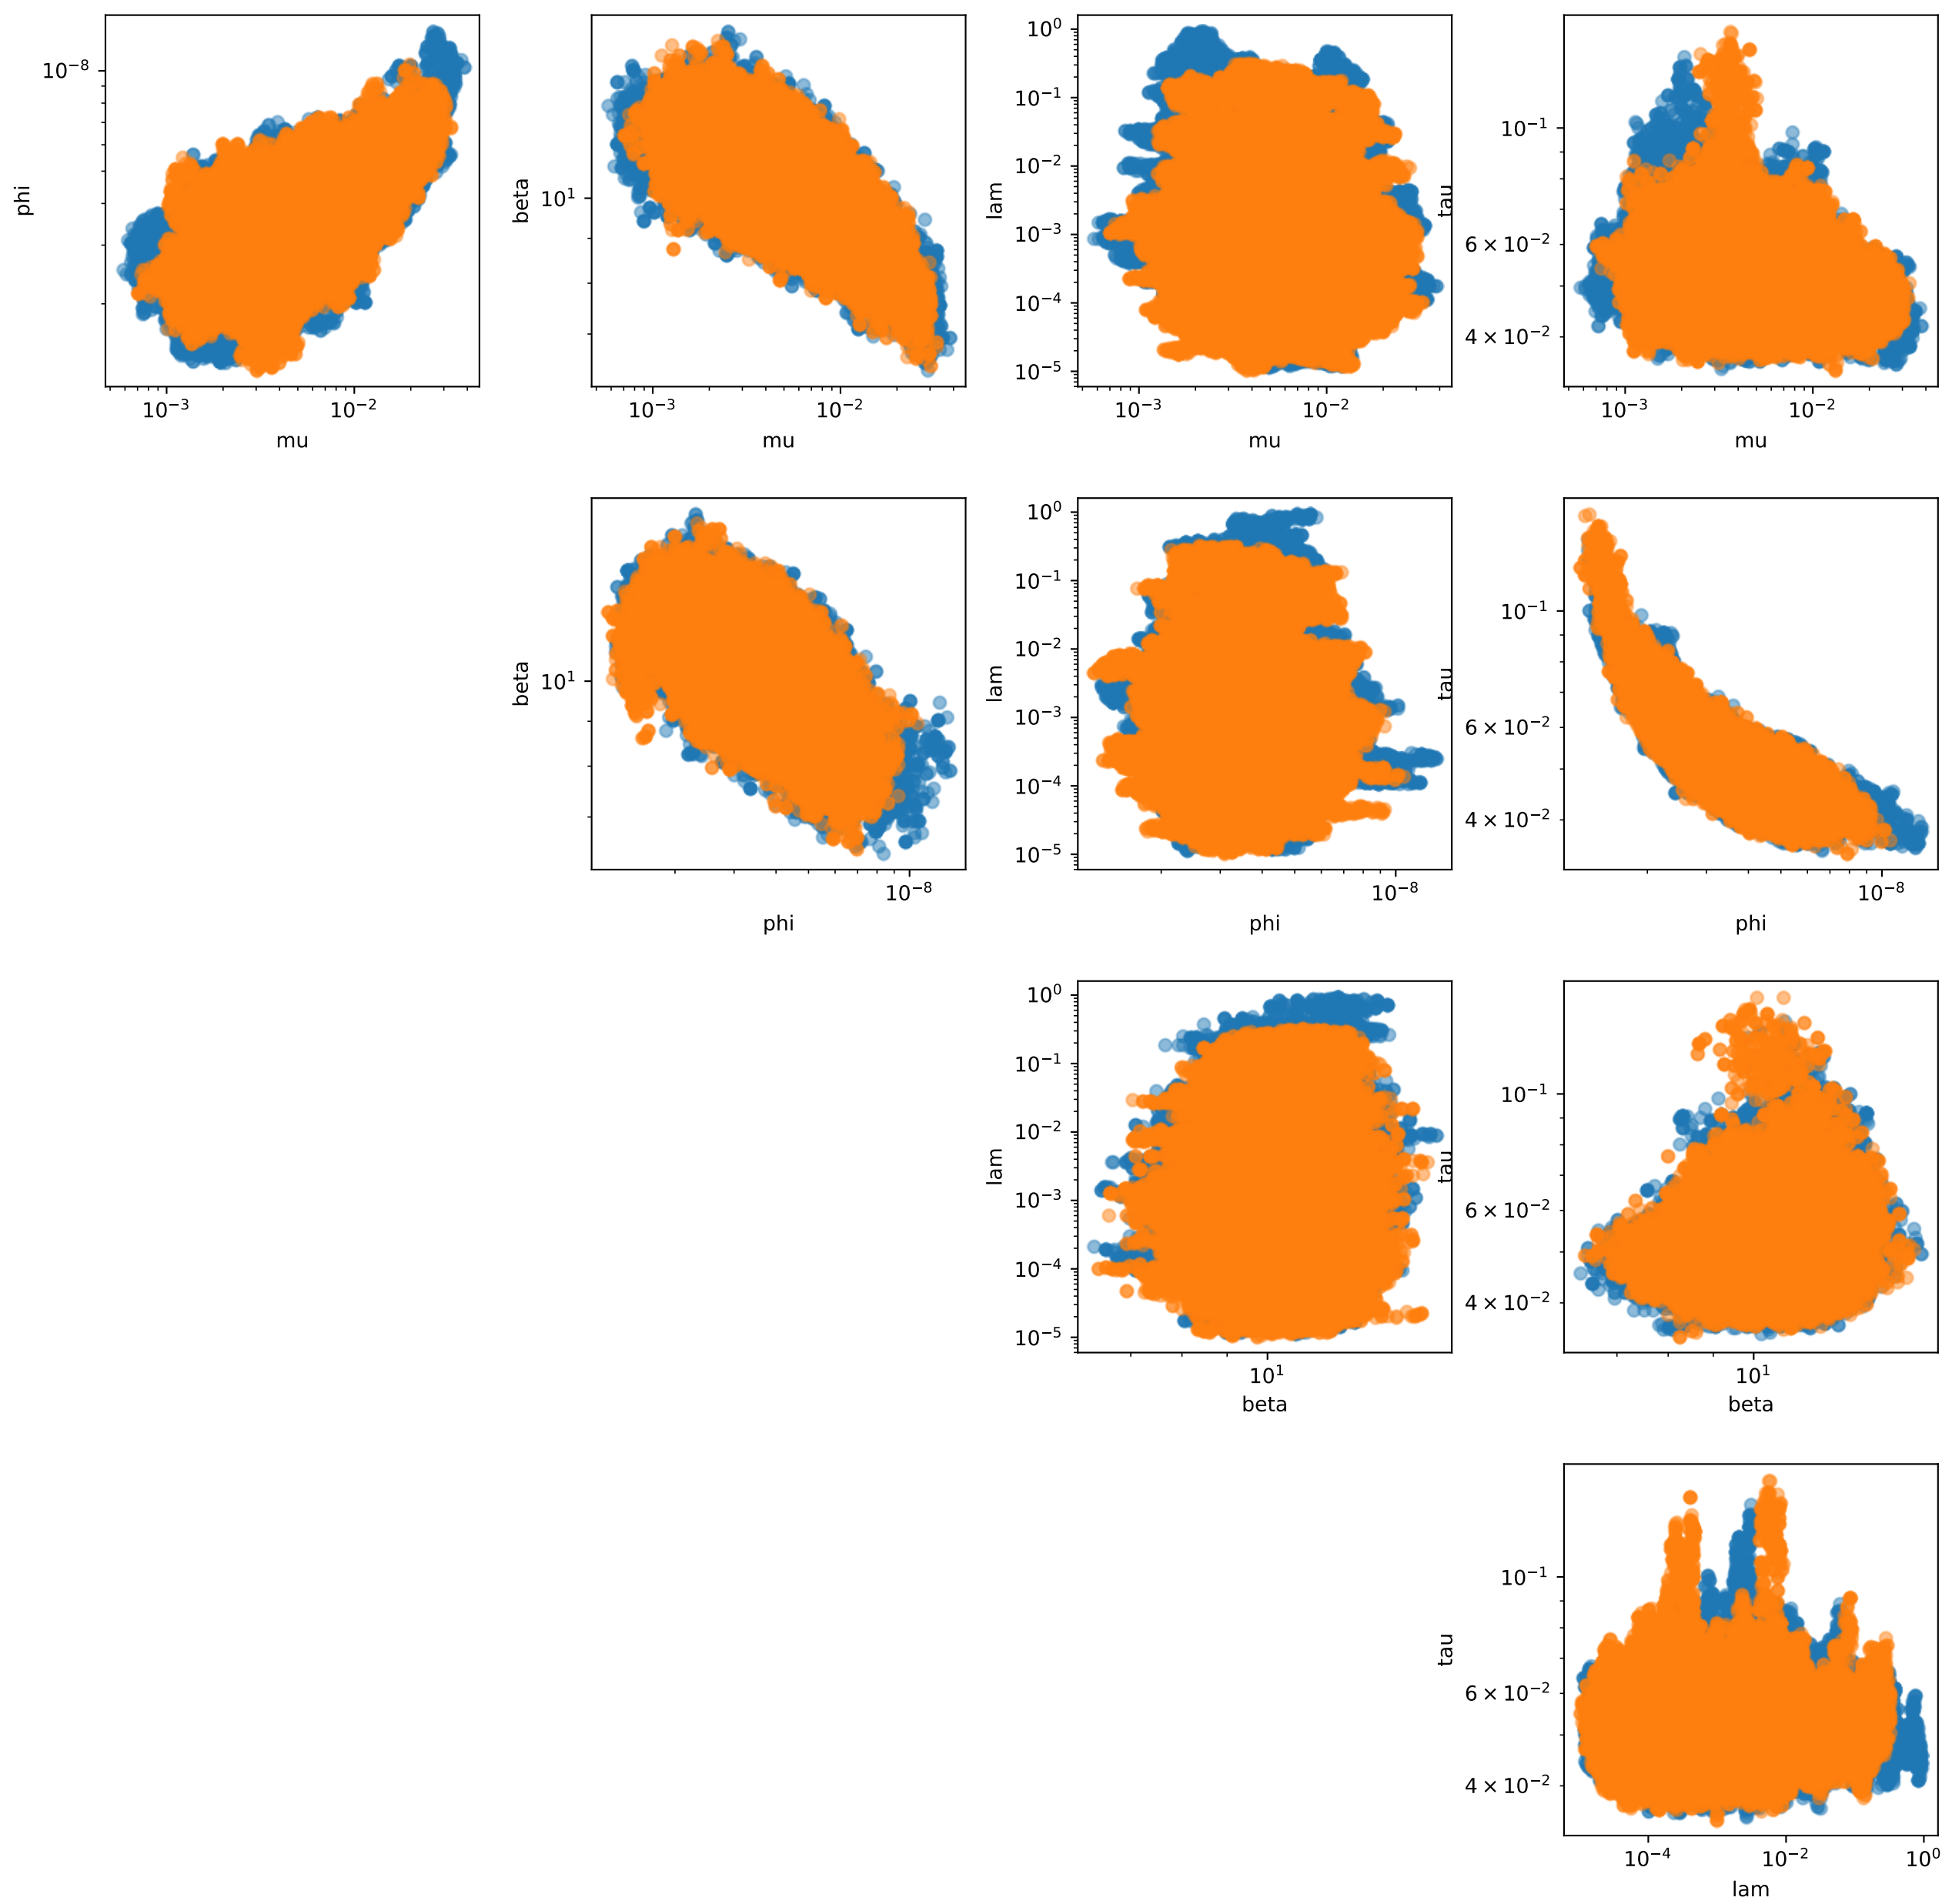 phi
10⁻⁸
10⁻³ 10⁻²
mu
beta
10¹
10⁻³ 10⁻²
mu
lam
10⁰
10⁻¹
10⁻²
10⁻³
10⁻⁴
10⁻⁵
10⁻³ 10⁻²
mu
tau
10⁻¹
6 × 10⁻²
4 × 10⁻²
10⁻³ 10⁻²
mu
beta
10¹
10⁻⁸
phi
lam
10⁰
10⁻¹
10⁻²
10⁻³
10⁻⁴
10⁻⁵
10⁻⁸
phi
tau
10⁻¹
6 × 10⁻²
4 × 10⁻²
10⁻⁸
phi
lam
10⁰
10⁻¹
10⁻²
10⁻³
10⁻⁴
10⁻⁵
10¹
beta
tau
10⁻¹
6 × 10⁻²
4 × 10⁻²
10¹
beta
tau
10⁻¹
6 × 10⁻²
4 × 10⁻²
10⁻⁴ 10⁻² 10⁰
lam